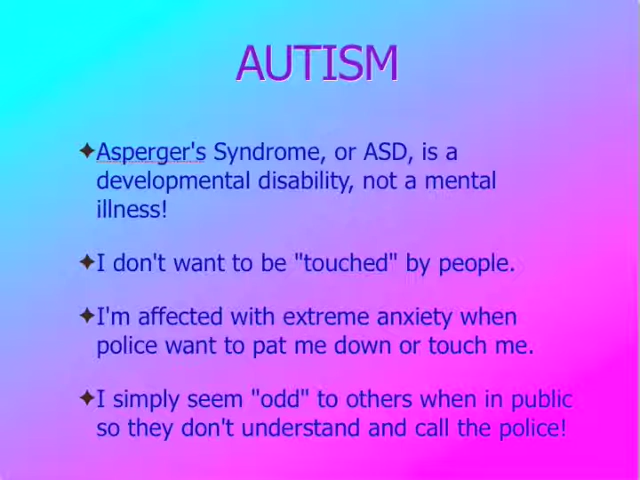 AUTISM
✦Asperger's Syndrome, or ASD, is a
developmental disability, not a mental
illness!
✦I don't want to be "touched" by people.
✦I'm affected with extreme anxiety when
police want to pat me down or touch me.
✦I simply seem "odd" to others when in public
so they don't understand and call the police!